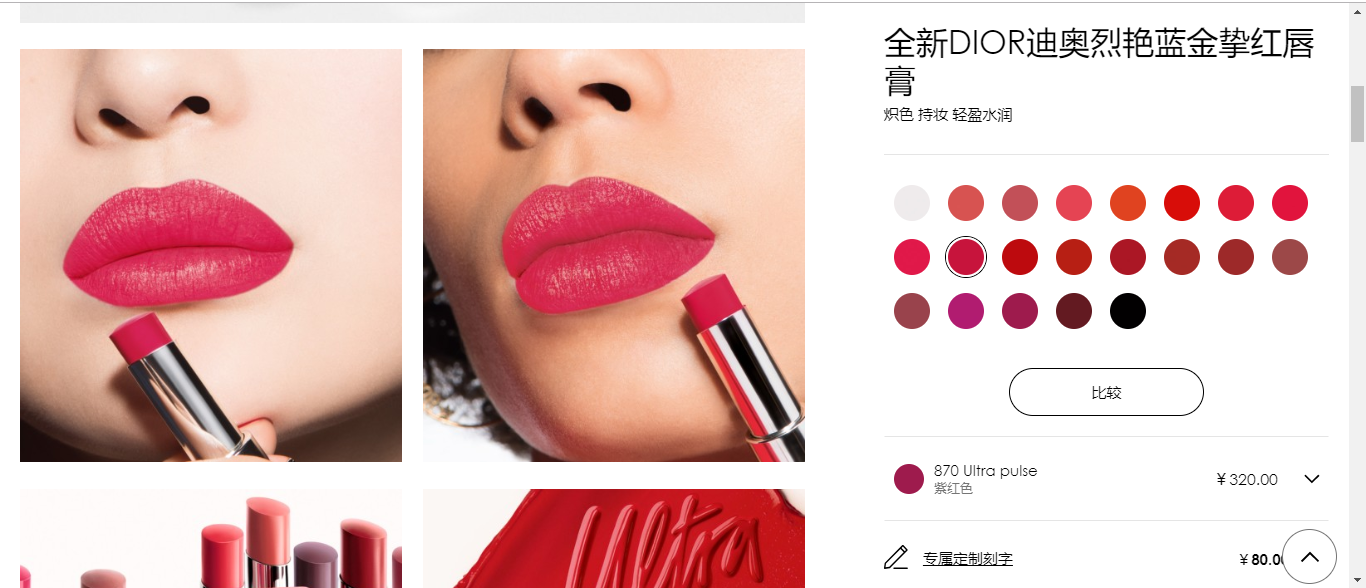 全新DIOR迪奥烈艳蓝金挚红唇
膏
炽色 持妆 轻盈水润
比较
870 Ultra pulse
紫红色
¥ 320.00
专属定制刻字
¥ 80.0
Ultra